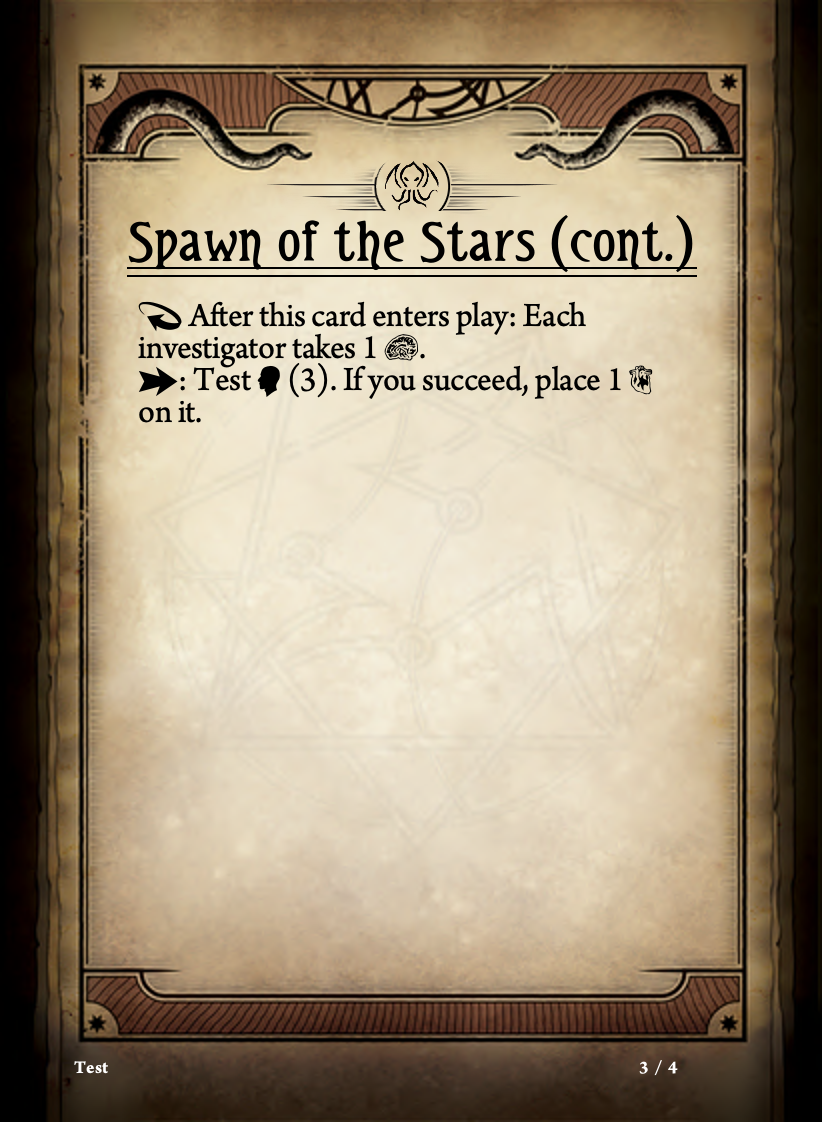 Spawn of the Stars (cont.)
After this card enters play: Each
investigator takes 1 .
: Test (3). If you succeed, place 1
on it.
Test
3 / 4